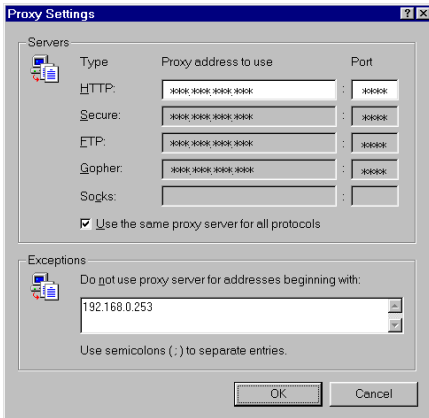 Proxy Settings
Servers
Type Proxy address to use Port
HTTP: ***.***.***.*** : ****
Secure: ***.***.***.*** : ****
FTP: ***.***.***.*** : ****
Gopher: ***.***.***.*** : ****
Socks: :
Use the same proxy server for all protocols
Exceptions
Do not use proxy server for addresses beginning with:
192.168.0.253
Use semicolons ( ; ) to separate entries.
OK Cancel